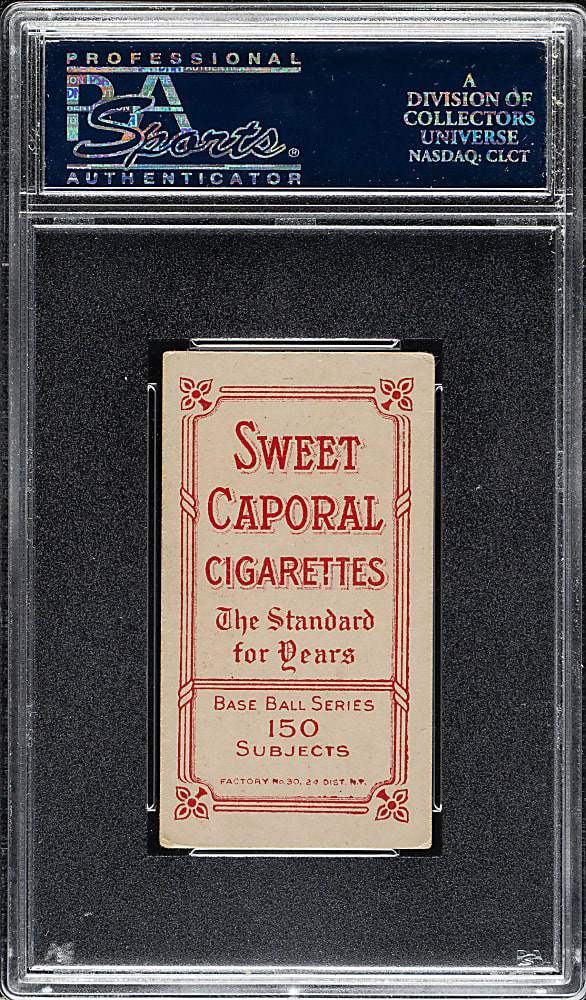 PROFESSIONAL
PSA
Sports®
AUTHENTICATOR
A
DIVISION OF
COLLECTORS
UNIVERSE
NASDAQ: CLCT
SWEET
CAPORAL
CIGARETTES
The Standard
for Years
BASE BALL SERIES
150
SUBJECTS
FACTORY No. 30, 2d DIST. N.Y.